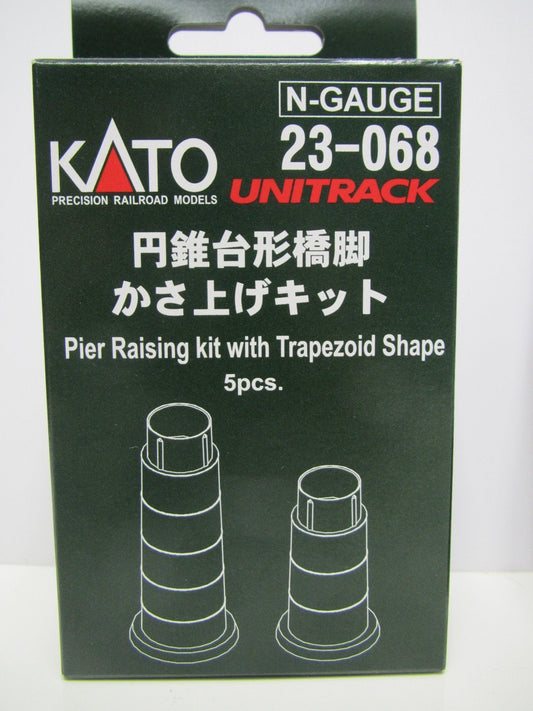 N-GAUGE
KATO
23-068
PRECISION RAILROAD MODELS
UNITRACK
円錐台形橋脚
かさ上げキット
Pier Raising kit with Trapezoid Shape
5pcs.